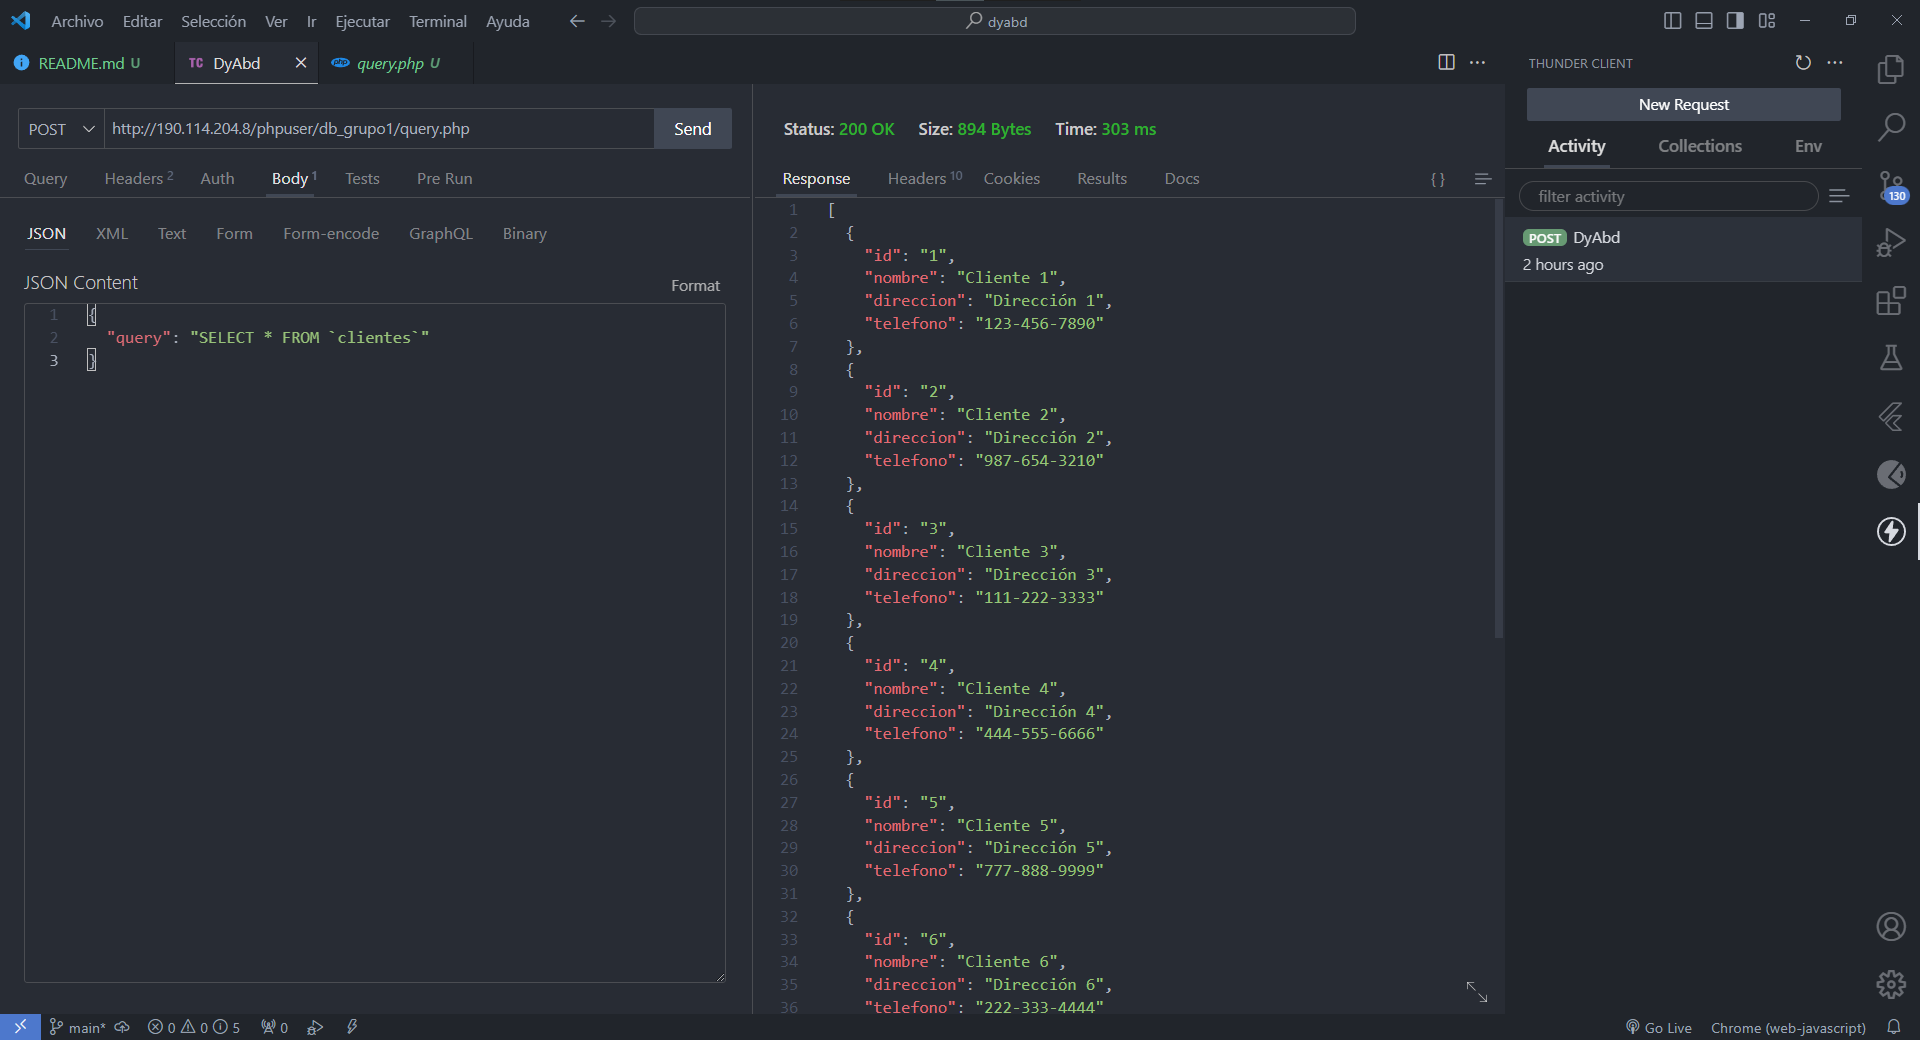 Archivo Editar Selección Ver Ir Ejecutar Terminal Ayuda
dyabd
README.md U
TC DyAbd
php query.php U
POST http://190.114.204.8/phpuser/db_grupo1/query.php Send
Query Headers 2 Auth Body 1 Tests Pre Run
JSON XML Text Form Form-encode GraphQL Binary
JSON Content
Format
1 {
2 "query": "SELECT * FROM `clientes`"
3 }
Status: 200 OK Size: 894 Bytes Time: 303 ms
Response Headers 10 Cookies Results Docs {}
1 [
2 {
3 "id": "1",
4 "nombre": "Cliente 1",
5 "direccion": "Dirección 1",
6 "telefono": "123-456-7890"
7 },
8 {
9 "id": "2",
10 "nombre": "Cliente 2",
11 "direccion": "Dirección 2",
12 "telefono": "987-654-3210"
13 },
14 {
15 "id": "3",
16 "nombre": "Cliente 3",
17 "direccion": "Dirección 3",
18 "telefono": "111-222-3333"
19 },
20 {
21 "id": "4",
22 "nombre": "Cliente 4",
23 "direccion": "Dirección 4",
24 "telefono": "444-555-6666"
25 },
26 {
27 "id": "5",
28 "nombre": "Cliente 5",
29 "direccion": "Dirección 5",
30 "telefono": "777-888-9999"
31 },
32 {
33 "id": "6",
34 "nombre": "Cliente 6",
35 "direccion": "Dirección 6",
36 "telefono": "222-333-4444"
THUNDER CLIENT
New Request
Activity Collections Env
filter activity
POST DyAbd
2 hours ago
130
main* 0 0 5 0
Go Live Chrome (web-javascript)